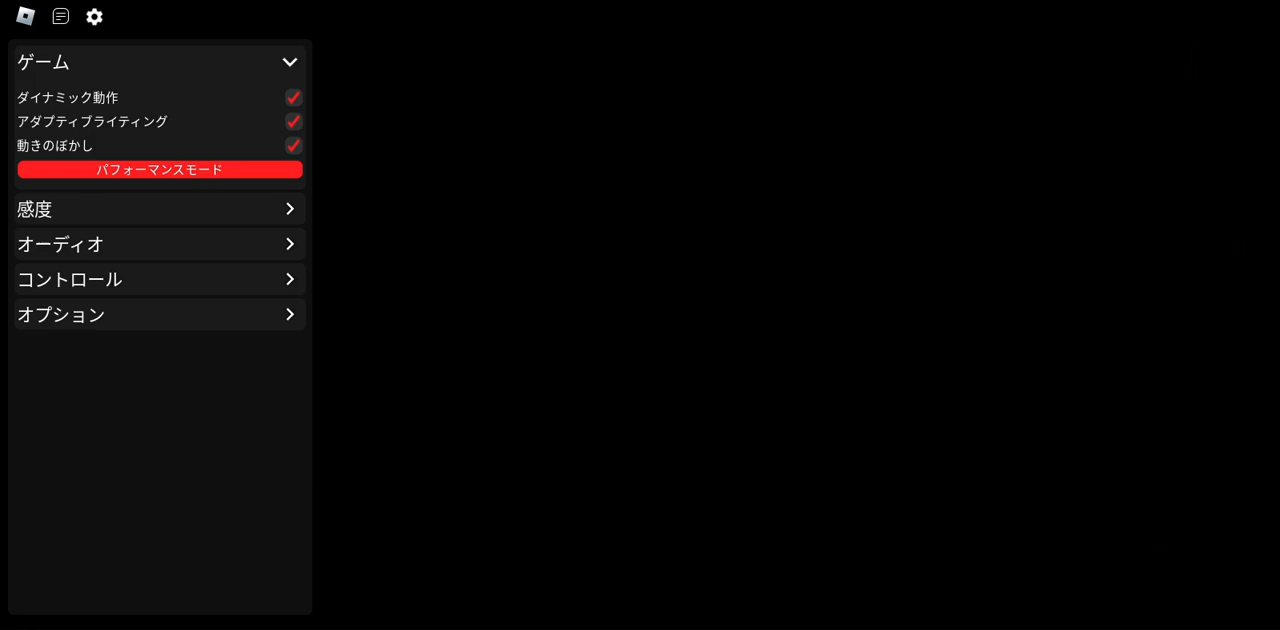 ゲーム
ダイナミック動作
アダプティブライティング
動きのぼかし
パフォーマンスモード
感度
オーディオ
コントロール
オプション